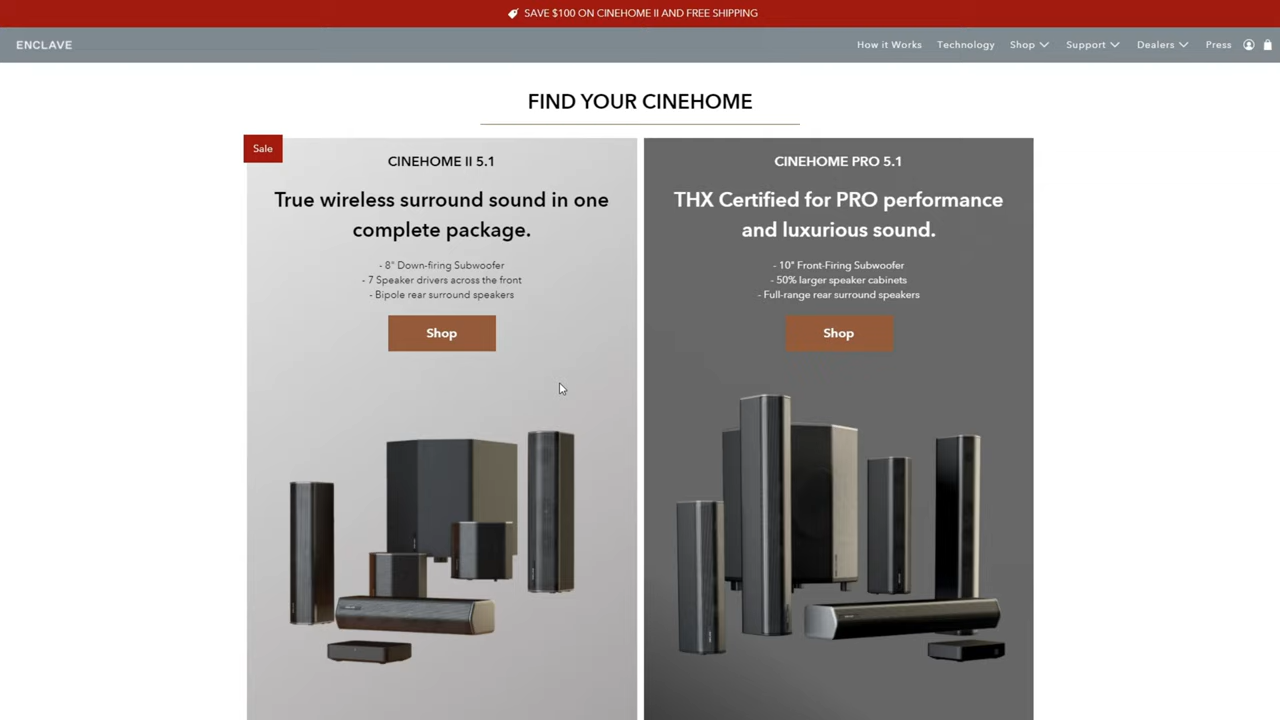 SAVE $100 ON CINEHOME II AND FREE SHIPPING
ENCLAVE
How it Works
Technology
Shop
Support
Dealers
Press
FIND YOUR CINEHOME
Sale
CINEHOME II 5.1
True wireless surround sound in one
complete package.
- 8" Down-firing Subwoofer
- 7 Speaker drivers across the front
- Bipole rear surround speakers
Shop
CINEHOME PRO 5.1
THX Certified for PRO performance
and luxurious sound.
- 10" Front-Firing Subwoofer
- 50% larger speaker cabinets
- Full-range rear surround speakers
Shop